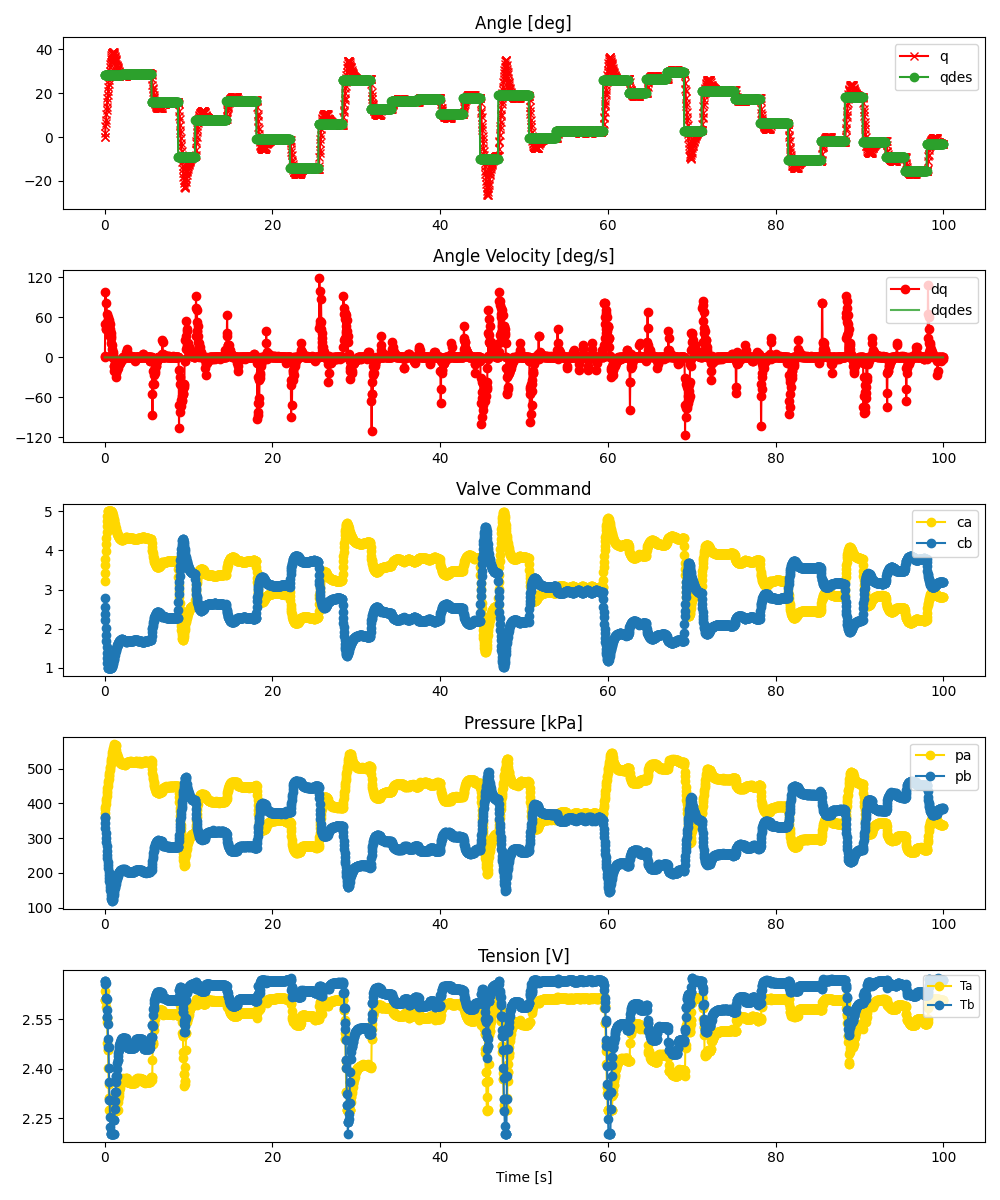 Angle [deg]
40
20
0
−20
q
qdes
0 20 40 60 80 100
Angle Velocity [deg/s]
120
60
0
−60
−120
dq
dqdes
0 20 40 60 80 100
Valve Command
5
4
3
2
1
ca
cb
0 20 40 60 80 100
Pressure [kPa]
500
400
300
200
100
pa
pb
0 20 40 60 80 100
Tension [V]
2.55
2.40
2.25
Ta
Tb
0 20 40 60 80 100
Time [s]